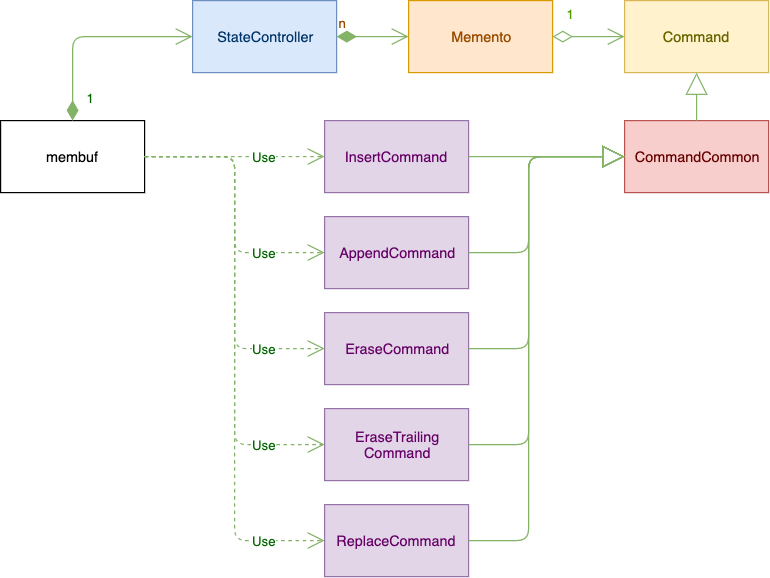 StateController
n
Memento
1
Command
1
membuf
Use
InsertCommand
CommandCommon
Use
AppendCommand
Use
EraseCommand
Use
EraseTrailing
Command
Use
ReplaceCommand